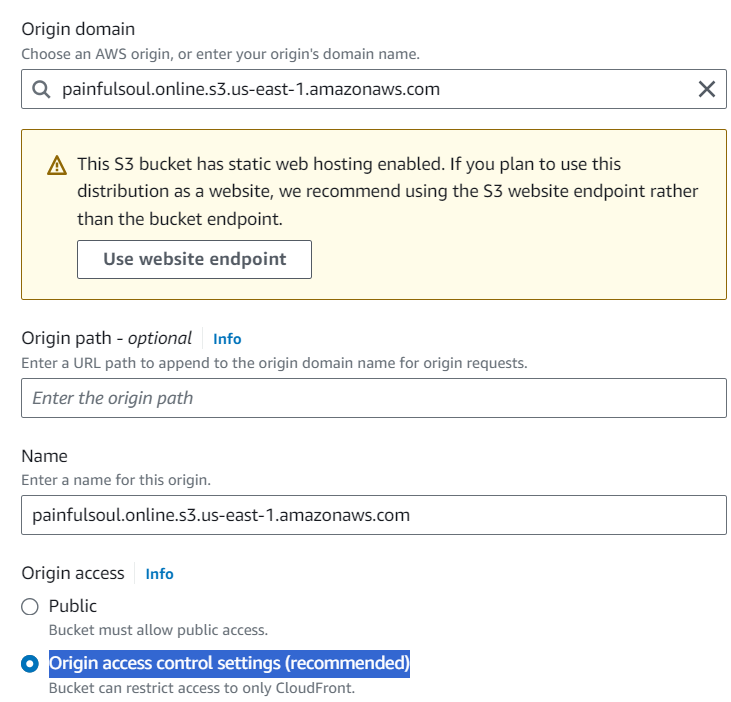 Origin domain
Choose an AWS origin, or enter your origin's domain name.
painfulsoul.online.s3.us-east-1.amazonaws.com
This S3 bucket has static web hosting enabled. If you plan to use this
distribution as a website, we recommend using the S3 website endpoint rather
than the bucket endpoint.
Use website endpoint
Origin path - optional Info
Enter a URL path to append to the origin domain name for origin requests.
Enter the origin path
Name
Enter a name for this origin.
painfulsoul.online.s3.us-east-1.amazonaws.com
Origin access Info
Public
Bucket must allow public access.
Origin access control settings (recommended)
Bucket can restrict access to only CloudFront.